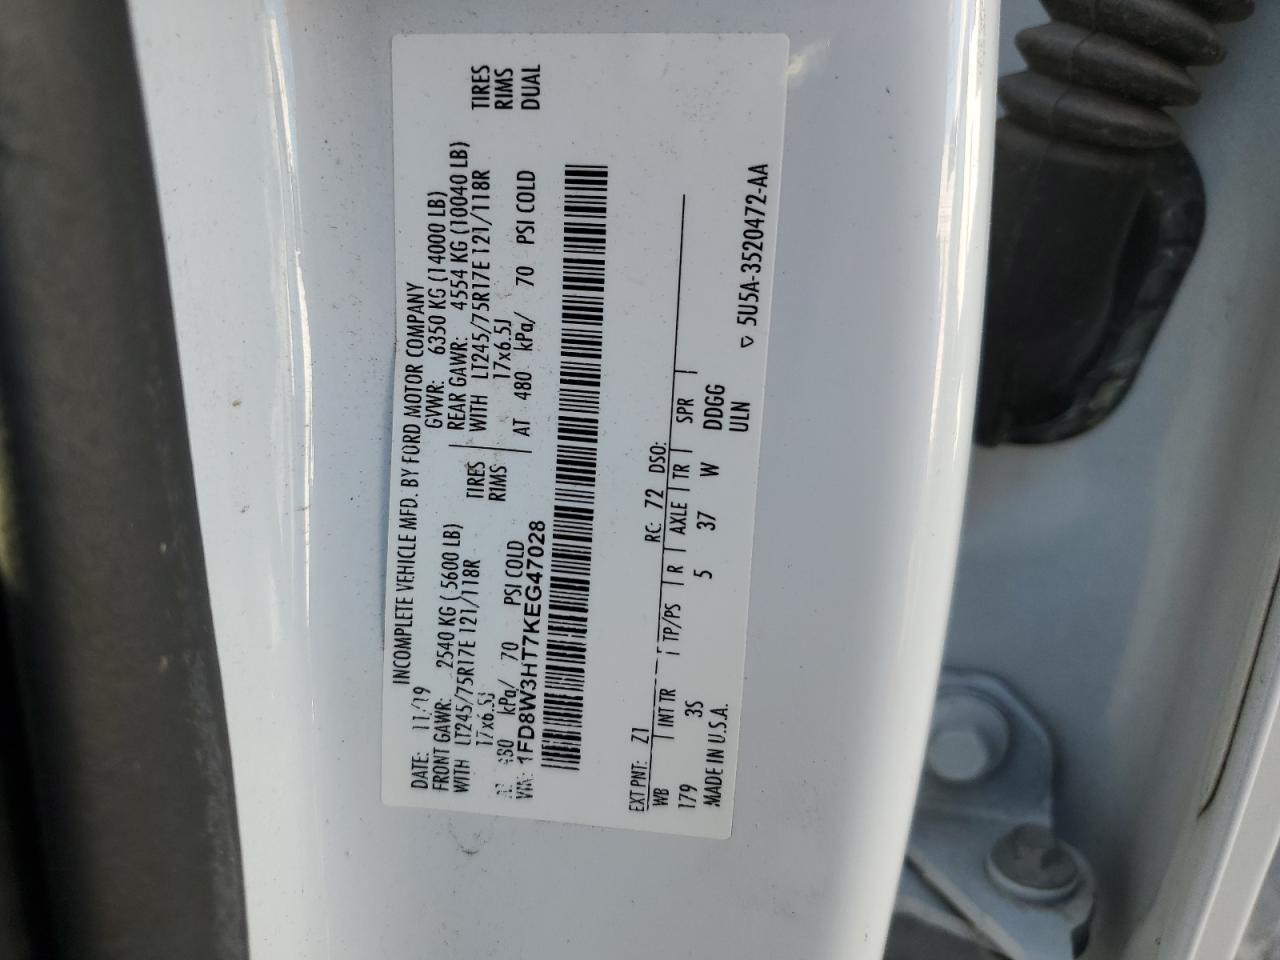 INCOMPLETE VEHICLE MFD. BY FORD MOTOR COMPANY
DATE: 11/19 GVWR: 6350 KG (14000 LB)
FRONT GAWR: 2540 KG (5600 LB) REAR GAWR: 4554 KG (10040 LB)
WITH LT245/75R17E 121/118R TIRES WITH LT245/75R17E 121/118R TIRES
17x6.5J RIMS 17x6.5J RIMS
480 kPa/ 70 PSI COLD AT 480 kPa/ 70 PSI COLD DUAL
VIN: 1FD8W3HT7KEG47028
EXT PNT: Z1 RC: 72 DSO:
WB INT TR TP/PS R AXLE TR SPR
179 3S 5 37 W DDGG
MADE IN U.S.A. ULN
▽ 5U5A-3520472-AA